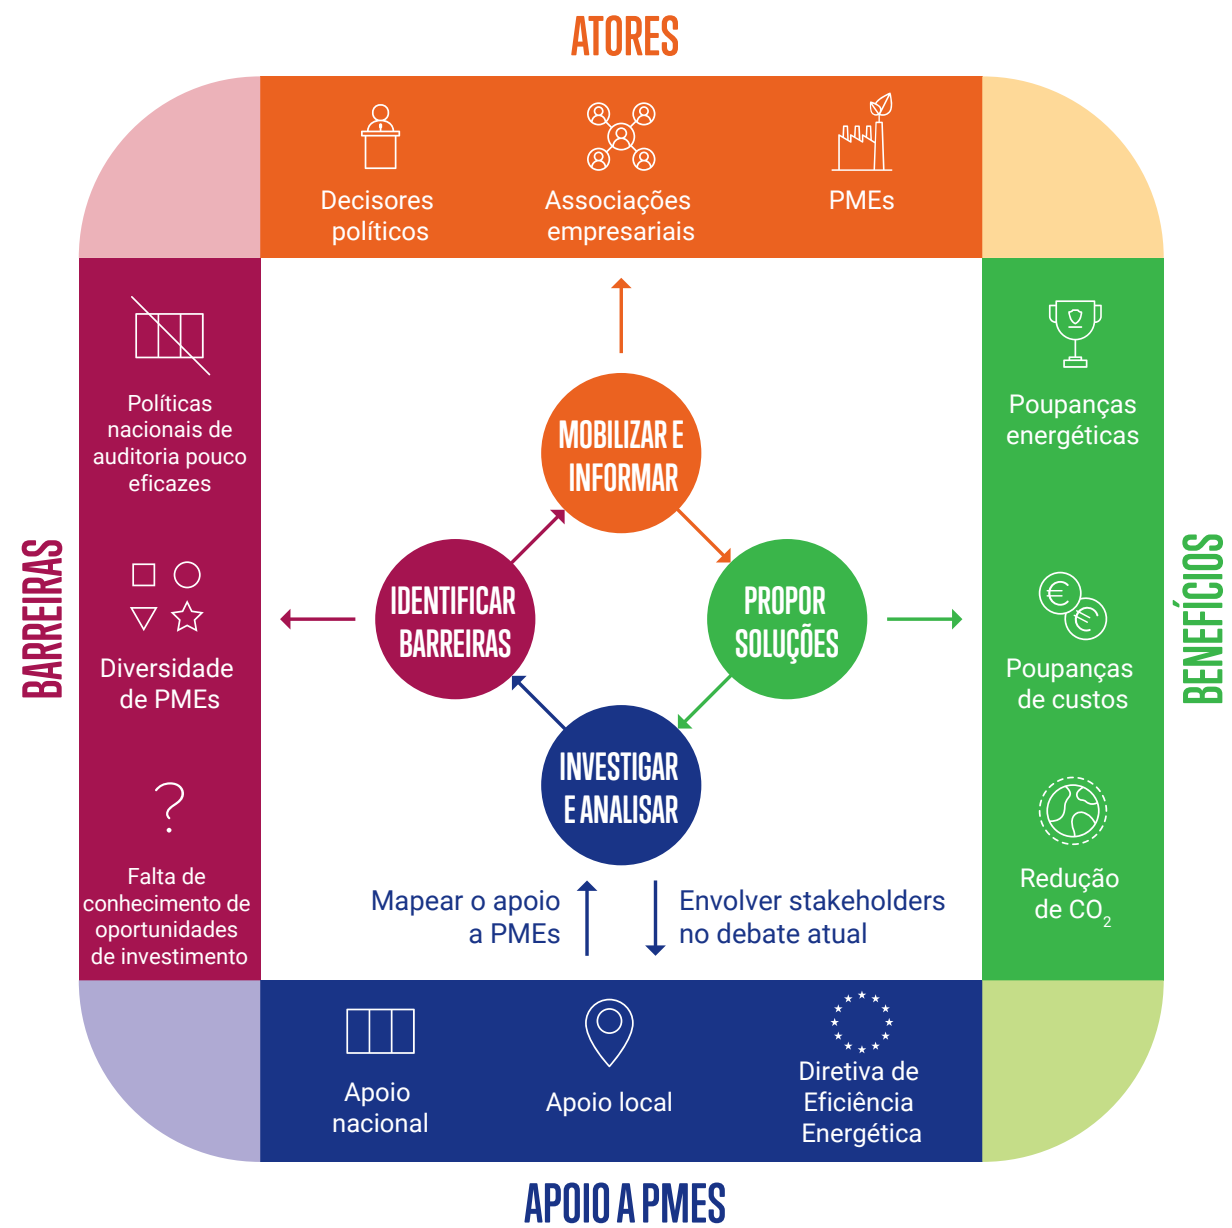 ATORES
Decisores
políticos
Associações
empresariais
PMEs
BARREIRAS
Políticas
nacionais de
auditoria pouco
eficazes
Diversidade
de PMEs
Falta de
conhecimento de
oportunidades
de investimento
MOBILIZAR E
INFORMAR
IDENTIFICAR
BARREIRAS
PROPOR
SOLUÇÕES
INVESTIGAR
E ANALISAR
Mapear o apoio
a PMEs
Envolver stakeholders
no debate atual
Poupanças
energéticas
Poupanças
de custos
Redução
de CO₂
BENEFÍCIOS
Apoio
nacional
Apoio local
Diretiva de
Eficiência
Energética
APOIO A PMES